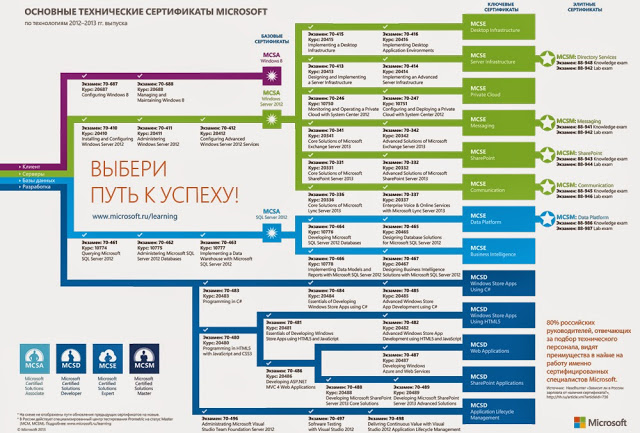 ОСНОВНЫЕ ТЕХНИЧЕСКИЕ СЕРТИФИКАТЫ MICROSOFT
по технологиям 2012–2013 гг. выпуска
БАЗОВЫЕ
СЕРТИФИКАТЫ
КЛЮЧЕВЫЕ
СЕРТИФИКАТЫ
ЭЛИТНЫЕ
СЕРТИФИКАТЫ
Экзамен: 70-687
Курс: 20687
Configuring Windows 8
Экзамен: 70-688
Курс: 20688
Managing and
Maintaining Windows 8
MCSA
Windows 8
Экзамен: 70-415
Курс: 20415
Implementing a
Desktop Infrastructure
Экзамен: 70-416
Курс: 20416
Implementing Desktop
Application Environments
MCSE
Desktop Infrastructure
Экзамен: 70-410
Курс: 20410
Installing and Configuring
Windows Server 2012
Экзамен: 70-411
Курс: 20411
Administering
Windows Server 2012
Экзамен: 70-412
Курс: 20412
Configuring Advanced
Windows Server 2012 Services
MCSA
Windows
Server 2012
Экзамен: 70-413
Курс: 20413
Designing and Implementing
a Server Infrastructure
Экзамен: 70-414
Курс: 20414
Implementing an Advanced
Server Infrastructure
MCSE
Server Infrastructure
MCSM: Directory Services
Экзамен: 88-948 Knowledge exam
Экзамен: 88-942 Lab exam
Экзамен: 70-246
Курс: 10750
Monitoring and Operating a Private
Cloud with System Center 2012
Экзамен: 70-247
Курс: 10751
Configuring and Deploying a Private
Cloud with System Center 2012
MCSE
Private Cloud
Экзамен: 70-341
Курс: 20341
Core Solutions of Microsoft
Exchange Server 2013
Экзамен: 70-342
Курс: 20342
Advanced Solutions of Microsoft
Exchange Server 2013
MCSE
Messaging
MCSM: Messaging
Экзамен: 88-941 Knowledge exam
Экзамен: 88-942 Lab exam
Экзамен: 70-331
Курс: 20331
Core Solutions of Microsoft
SharePoint Server 2013
Экзамен: 70-332
Курс: 20332
Advanced Solutions of Microsoft
SharePoint Server 2013
MCSE
SharePoint
MCSM: SharePoint
Экзамен: 88-943 Knowledge exam
Экзамен: 88-944 Lab exam
Экзамен: 70-336
Курс: 20336
Core Solutions of Microsoft
Lync Server 2013
Экзамен: 70-337
Курс: 20337
Enterprise Voice & Online Services
with Microsoft Lync Server 2013
MCSE
Communication
MCSM: Communication
Экзамен: 88-945 Knowledge exam
Экзамен: 88-946 Lab exam
Клиент
Серверы
Базы данных
Разработка
ВЫБЕРИ
ПУТЬ К УСПЕХУ!
www.microsoft.ru/learning
Экзамен: 70-461
Курс: 10774
Querying Microsoft
SQL Server 2012
Экзамен: 70-462
Курс: 10775
Administering Microsoft SQL
Server 2012 Databases
Экзамен: 70-463
Курс: 10777
Implementing a Data
Warehouse with Microsoft
SQL Server 2012
MCSA
SQL Server 2012
Экзамен: 70-464
Курс: 10776
Developing Microsoft
SQL Server 2012 Databases
Экзамен: 70-465
Designing Database Solutions
for Microsoft SQL Server 2012
MCSE
Data Platform
MCSM: Data Platform
Экзамен: 88-986 Knowledge exam
Экзамен: 88-987 Lab exam
Экзамен: 70-466
Курс: 10778
Implementing Data Models and
Reports with Microsoft SQL Server 2012
Экзамен: 70-467
Designing Business Intelligence
Solutions with Microsoft SQL Server 2012
MCSE
Business Intelligence
Экзамен: 70-483
Курс: 20483
Programming in C#
Экзамен: 70-484
Курс: 20484
Essentials of Developing
Windows Store Apps using C#
Экзамен: 70-485
Курс: 20485
Advanced Windows Store
App Development using C#
MCSD
Windows Store Apps
Using C#
Экзамен: 70-480
Курс: 20480
Programming in HTML5
with JavaScript and CSS3
Экзамен: 70-481
Курс: 20481
Essentials of Developing Windows
Store Apps using HTML5 and JavaScript
Экзамен: 70-482
Курс: 20482
Advanced Windows Store App
Development using HTML5 and JavaScript
MCSD
Windows Store Apps
Using HTML5
Экзамен: 70-486
Курс: 20486
Developing ASP.NET
MVC 4 Web Applications
Экзамен: 70-487
Курс: 20487
Developing Windows
Azure and Web Services
MCSD
Web Applications
Экзамен: 70-488
Курс: 20488
Developing Microsoft SharePoint
Server 2013 Core Solutions
Экзамен: 70-489
Курс: 20489
Developing Microsoft SharePoint
Server 2013 Advanced Solutions
MCSD
SharePoint Applications
Экзамен: 70-496
Administering Microsoft Visual
Studio Team Foundation Server 2012
Экзамен: 70-497
Software Testing
with Visual Studio 2012
Экзамен: 70-498
Delivering Continuous Value with Visual
Studio 2012 Application Lifecycle Management
MCSD
Application Lifecycle
Management
80% российских
руководителей, отвечающих
за подбор технического
персонала, видят
преимущества в найме на
работу именно
сертифицированных
специалистов Microsoft.
MCSA
Microsoft
Certified
Solutions
Associate
MCSD
Microsoft
Certified
Solutions
Developer
MCSE
Microsoft
Certified
Solutions
Expert
MCSM
Microsoft
Certified
Solutions
Master
Microsoft